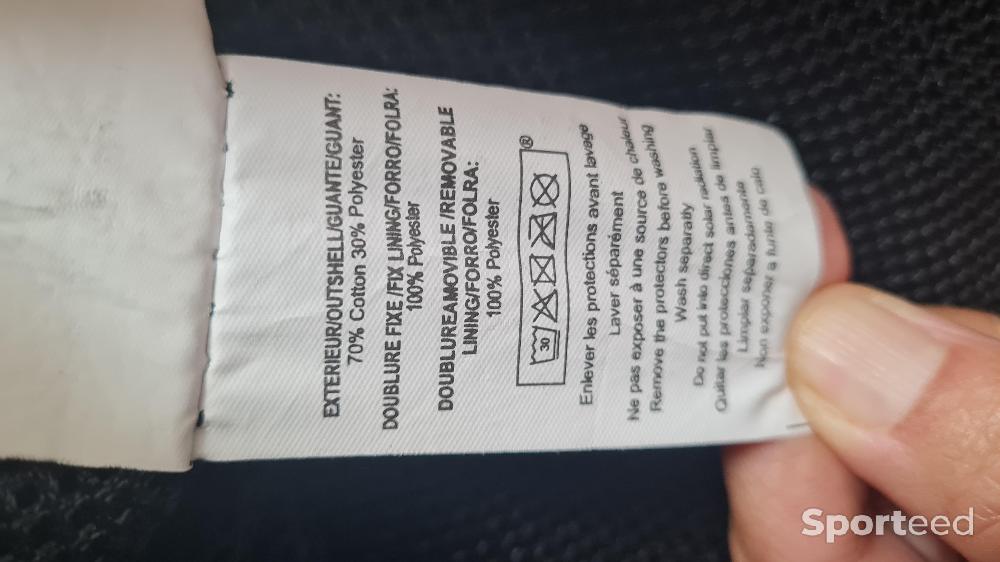 EXTERIEUR/OUTSHELL/GUANTE/GUANT:
70% Cotton 30% Polyester
DOUBLURE FIXE/FIX LINING/FORRO/FOLRA:
100% Polyester
DOUBLUREAMOVIBLE /REMOVABLE
LINING/FORRO/FOLRA:
100% Polyester
30
®
Enlever les protections avant lavage
Laver séparément
Ne pas exposer à une source de chaleur
Remove the protectors before washing
Wash separatly
Do not put into direct solar radiation
Quitar les protecciones antes de limpiar
Limpiar separadamente
Non exponer a funte de calo
Sporteed